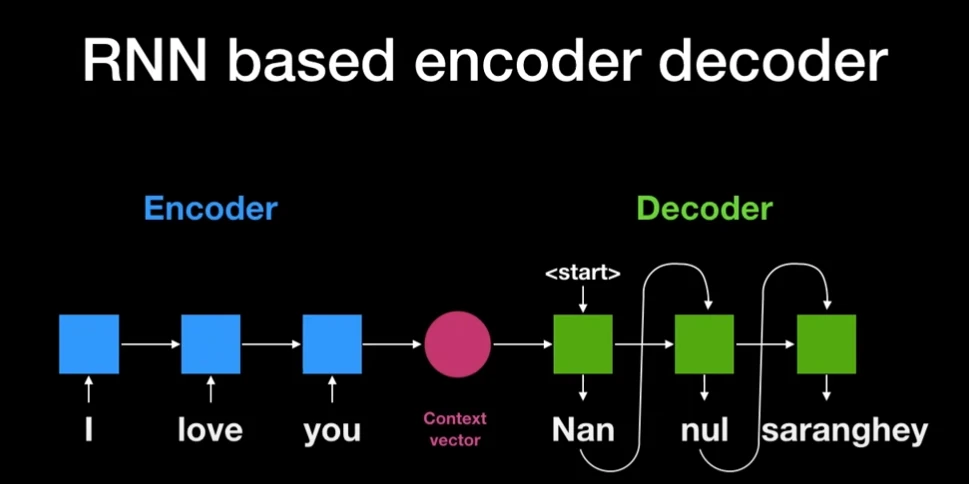 RNN based encoder decoder
Encoder
Decoder
<start>
I love you
Context
vector
Nan nul saranghey